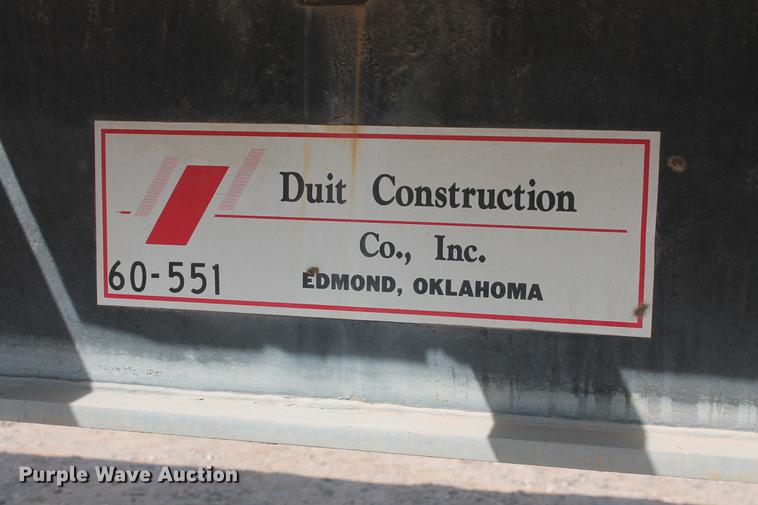 Duit Construction
Co., Inc.
60-551
EDMOND, OKLAHOMA
Purple Wave Auction